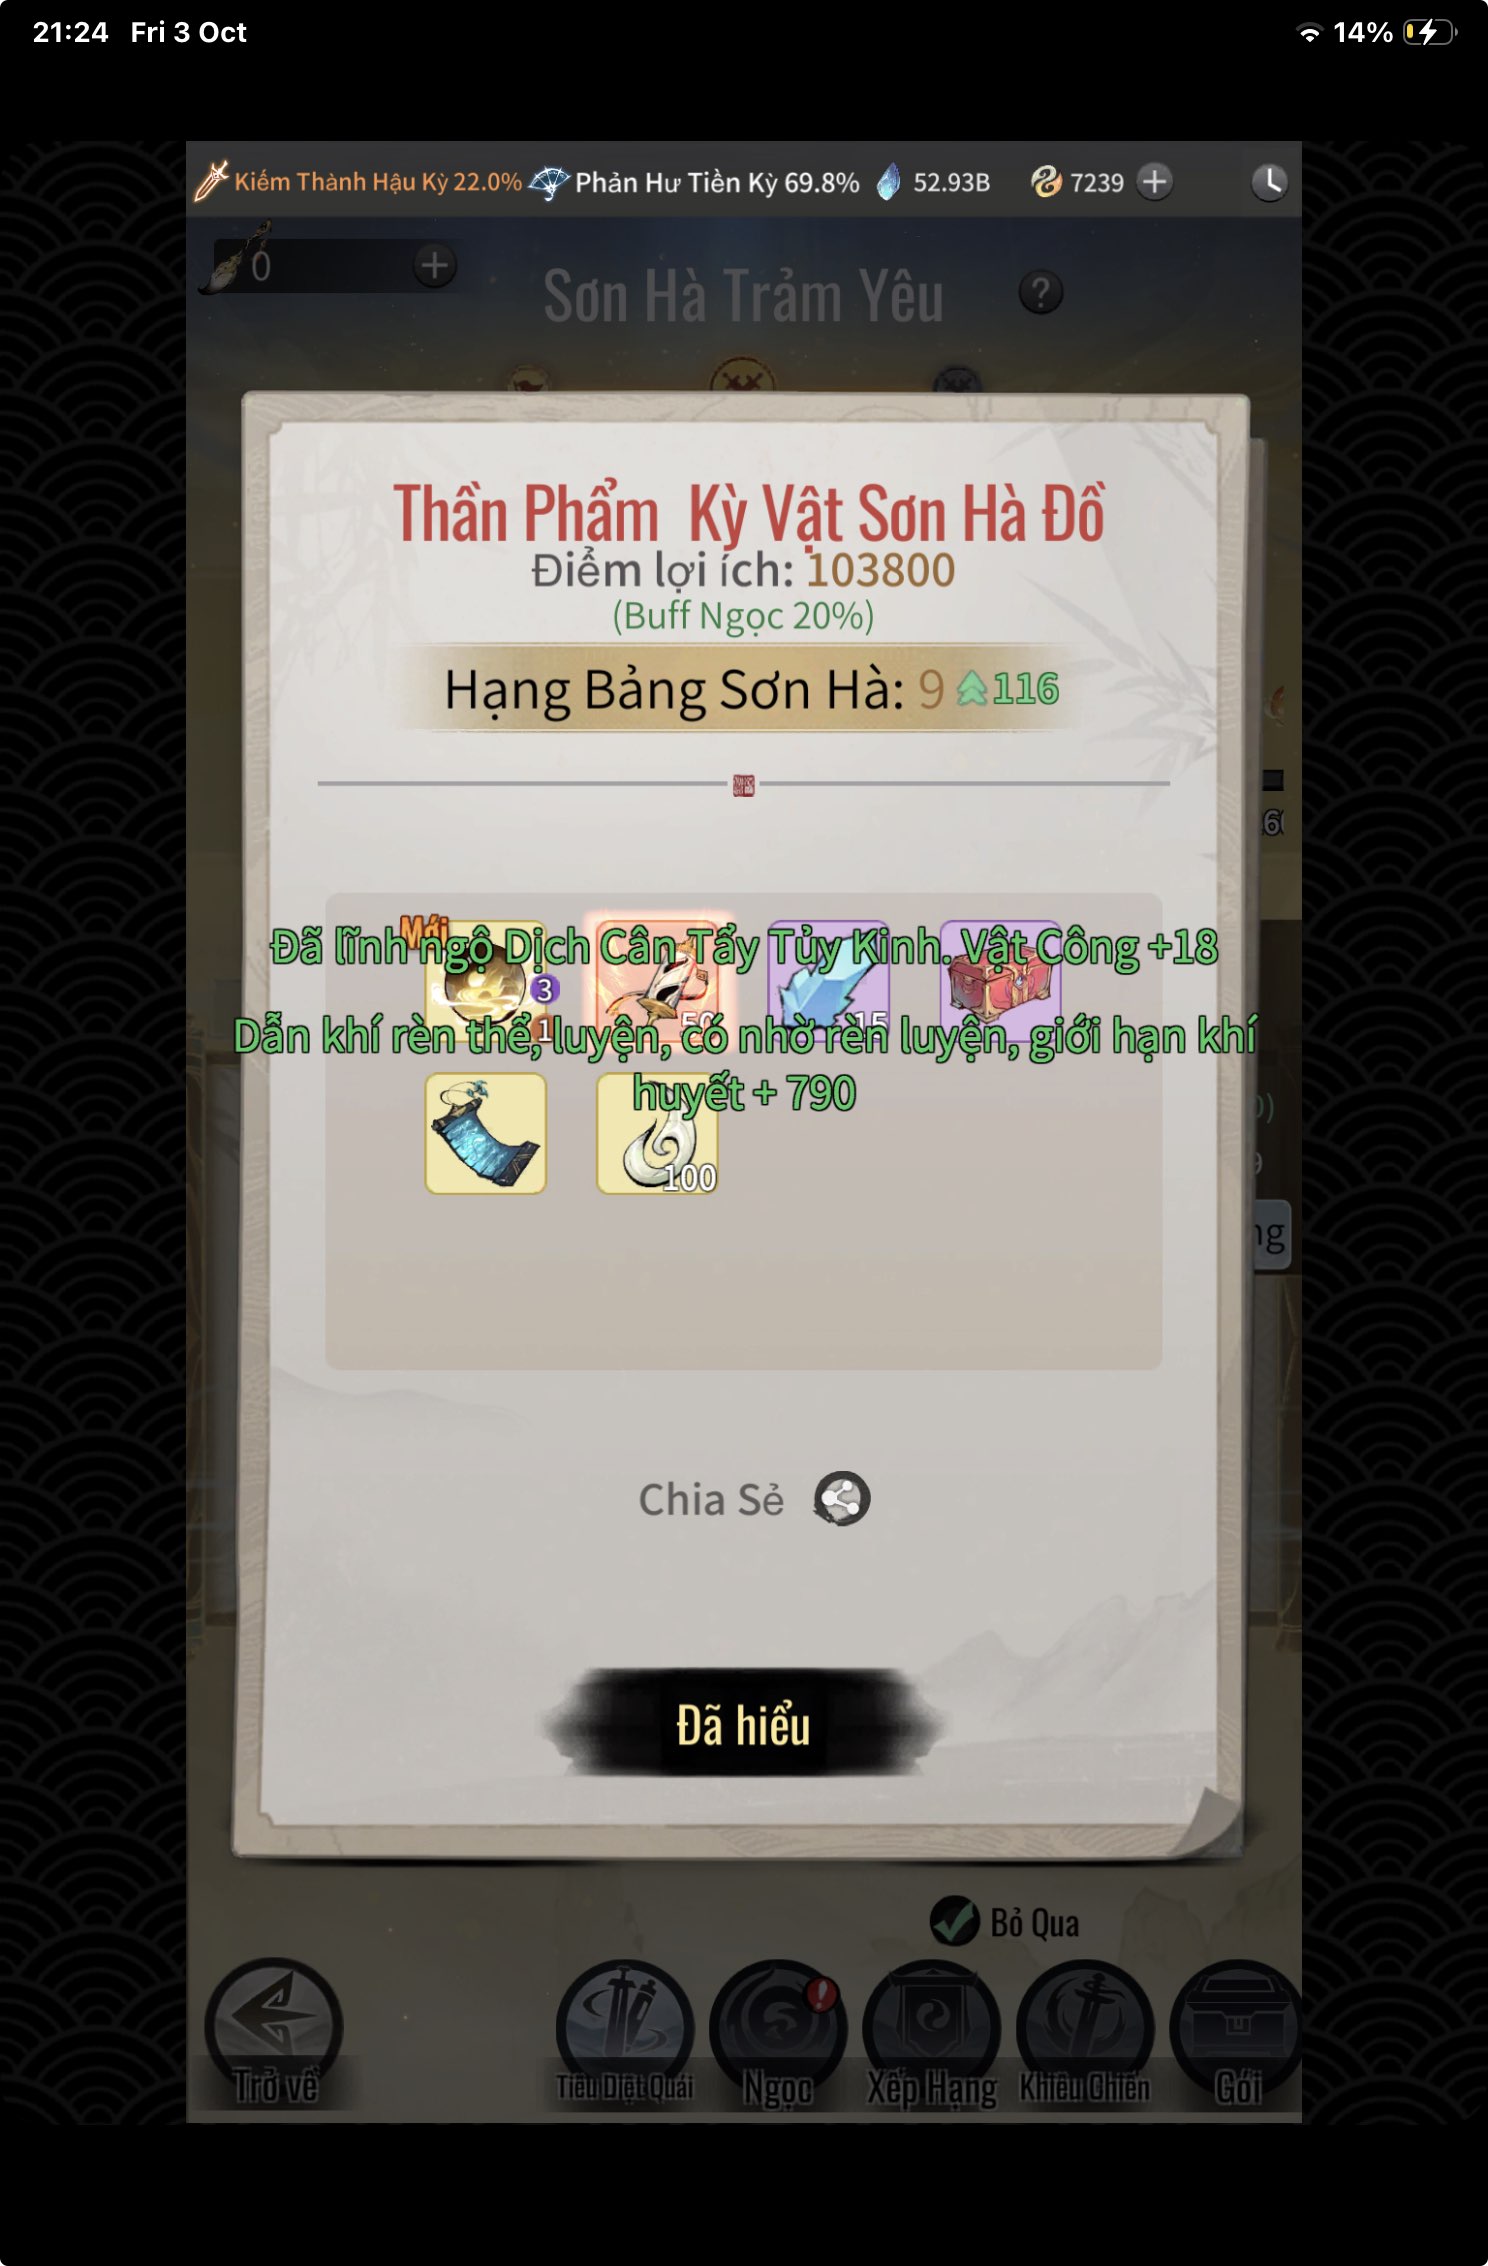 21:24 Fri 3 Oct 14%
Kiếm Thành Hậu Kỳ 22.0% Phản Hư Tiền Kỳ 69.8% 52.93B 7239
0
Sơn Hà Trảm Yêu ?
Thần Phẩm Kỳ Vật Sơn Hà Đồ
Điểm lợi ích: 103800
(Buff Ngọc 20%)
Hạng Bảng Sơn Hà: 9 116
Mới
Đã lĩnh ngộ Dịch Cân Tẩy Tủy Kinh. Vật Công +18
3
1 50 15
Dẫn khí rèn thể, luyện, có nhờ rèn luyện, giới hạn khí
huyết + 790
100
Chia Sẻ
Đã hiểu
Bỏ Qua
Trở về Tiêu Diệt Quái Ngọc Xếp Hạng Khiêu Chiến Gói